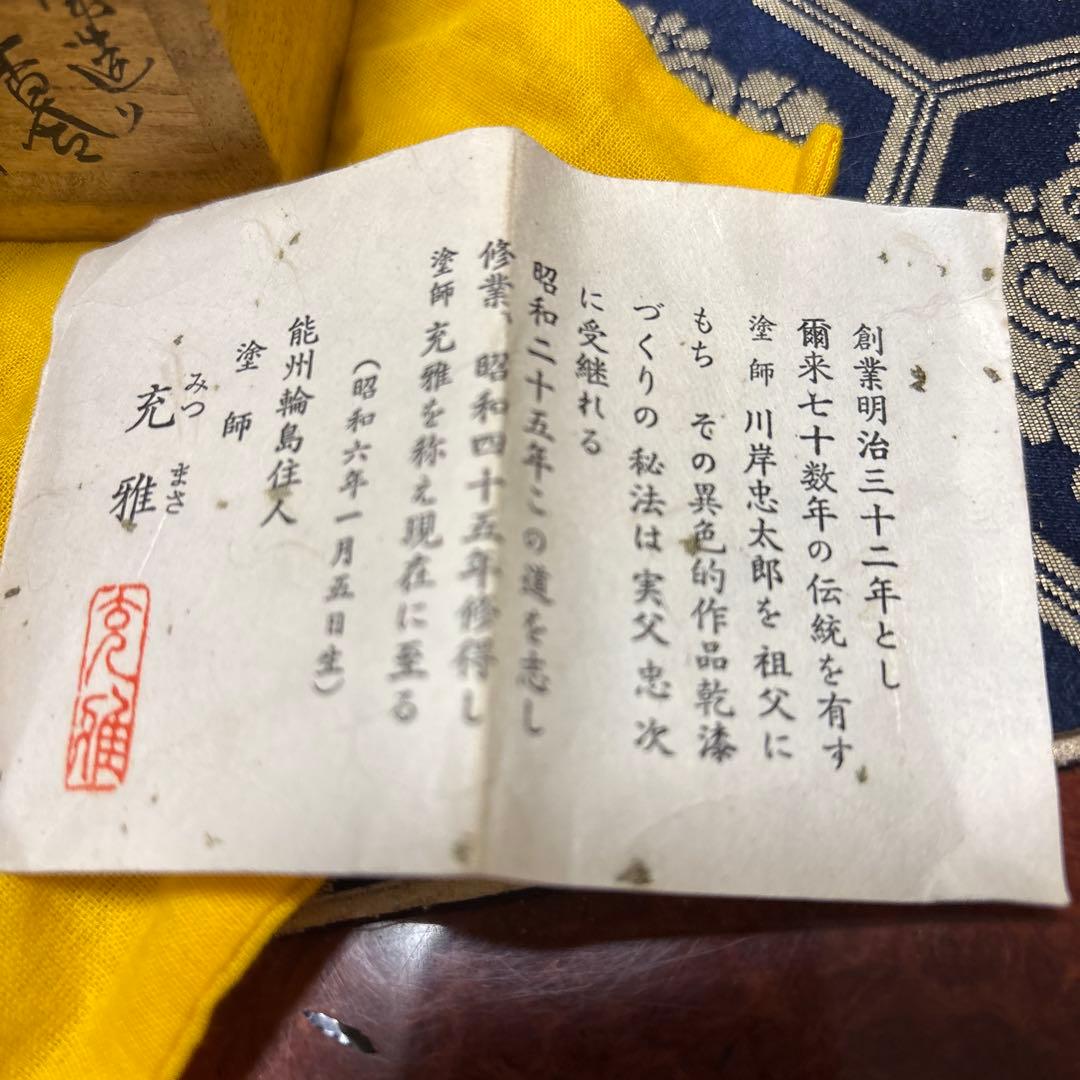 創業明治三十二年とし
爾来七十数年の伝統を有す
塗師 川岸忠太郎を 祖父に
もち その異色的作品乾漆
づくりの 秘法は 実父 忠次
に受継れる
昭和二十五年この道を志し
修業、昭和四十五年修得し
塗師 充雅を称え現在に至る
(昭和六年一月五日生)
能州輪島住人
塗師
充雅
みつ まさ
充雅
造り
香合